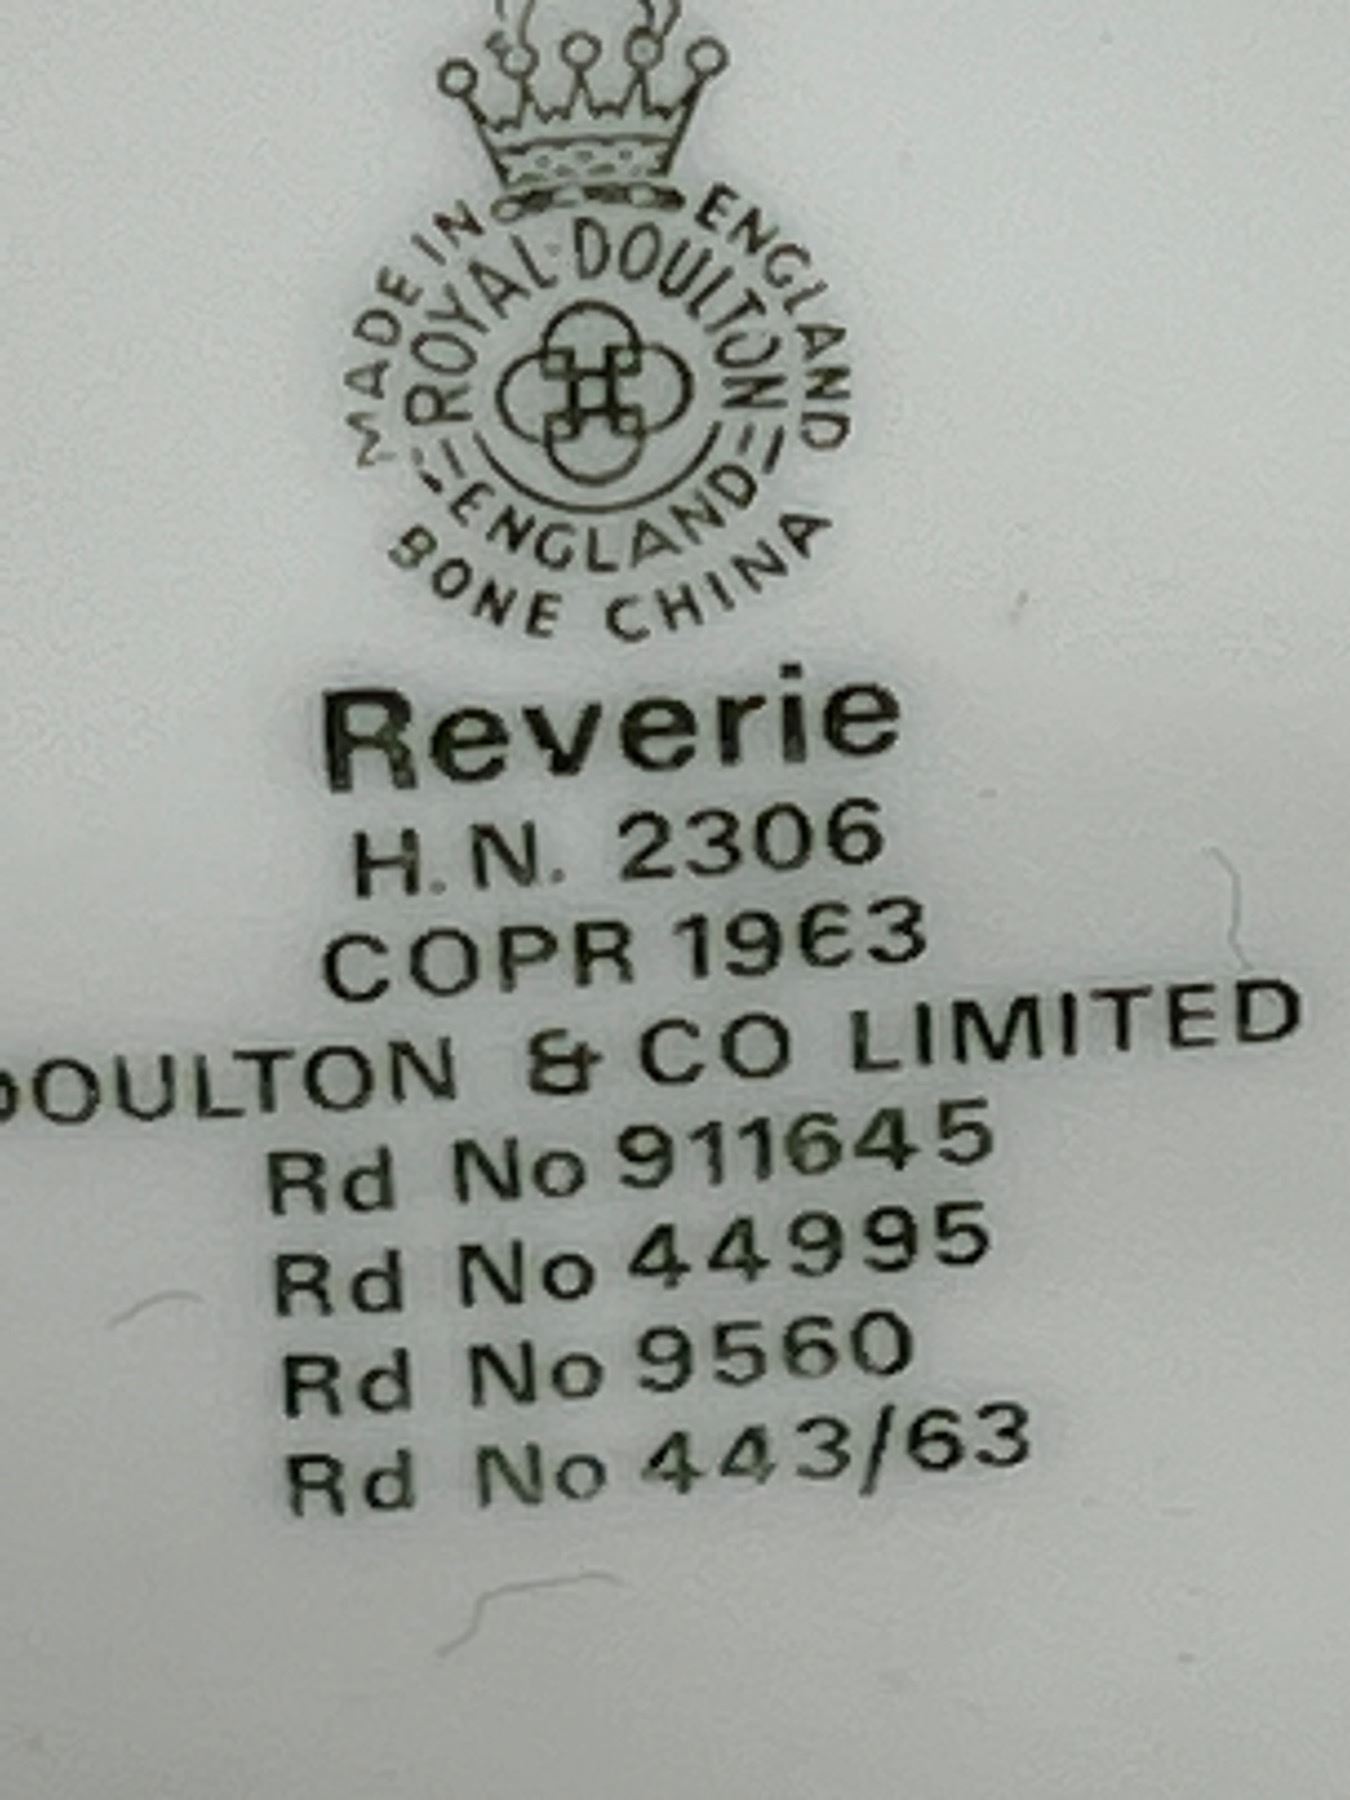 MADE IN ENGLAND
ROYAL DOULTON
ENGLAND
BONE CHINA
Reverie
H.N. 2306
COPR 1963
DOULTON & CO LIMITED
Rd No 911645
Rd No 44995
Rd No 9560
Rd No 443/63